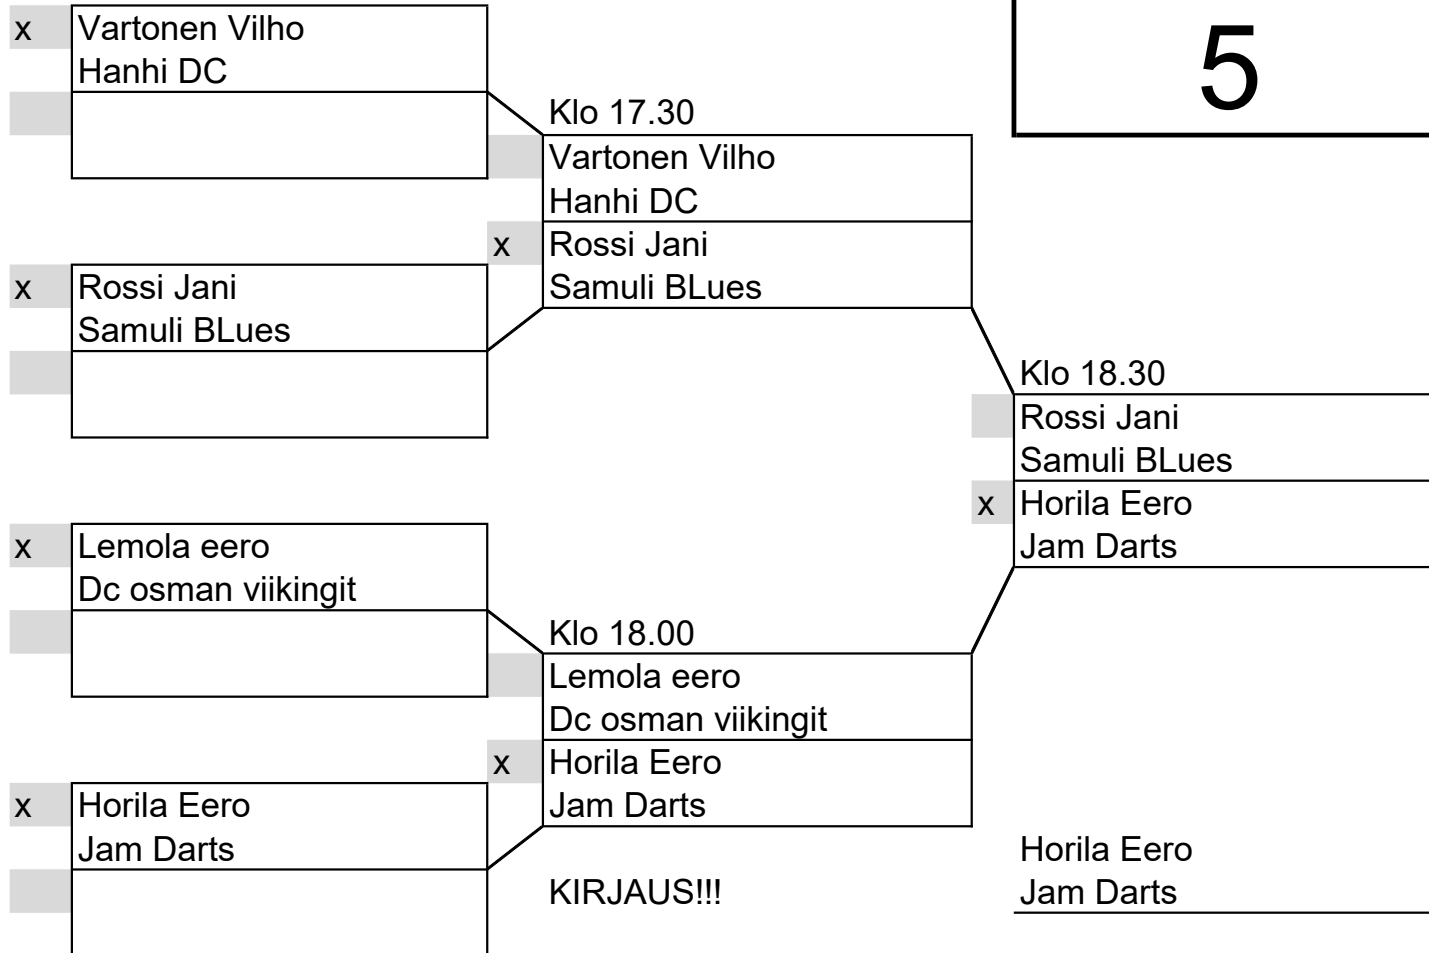 x Vartonen Vilho
Hanhi DC
5
Klo 17.30
Vartonen Vilho
Hanhi DC
x Rossi Jani
Samuli BLues
x Rossi Jani
Samuli BLues
Klo 18.30
Rossi Jani
Samuli BLues
x Horila Eero
Jam Darts
x Lemola eero
Dc osman viikingit
Klo 18.00
Lemola eero
Dc osman viikingit
x Horila Eero
Jam Darts
x Horila Eero
Jam Darts
KIRJAUS!!!
Horila Eero
Jam Darts